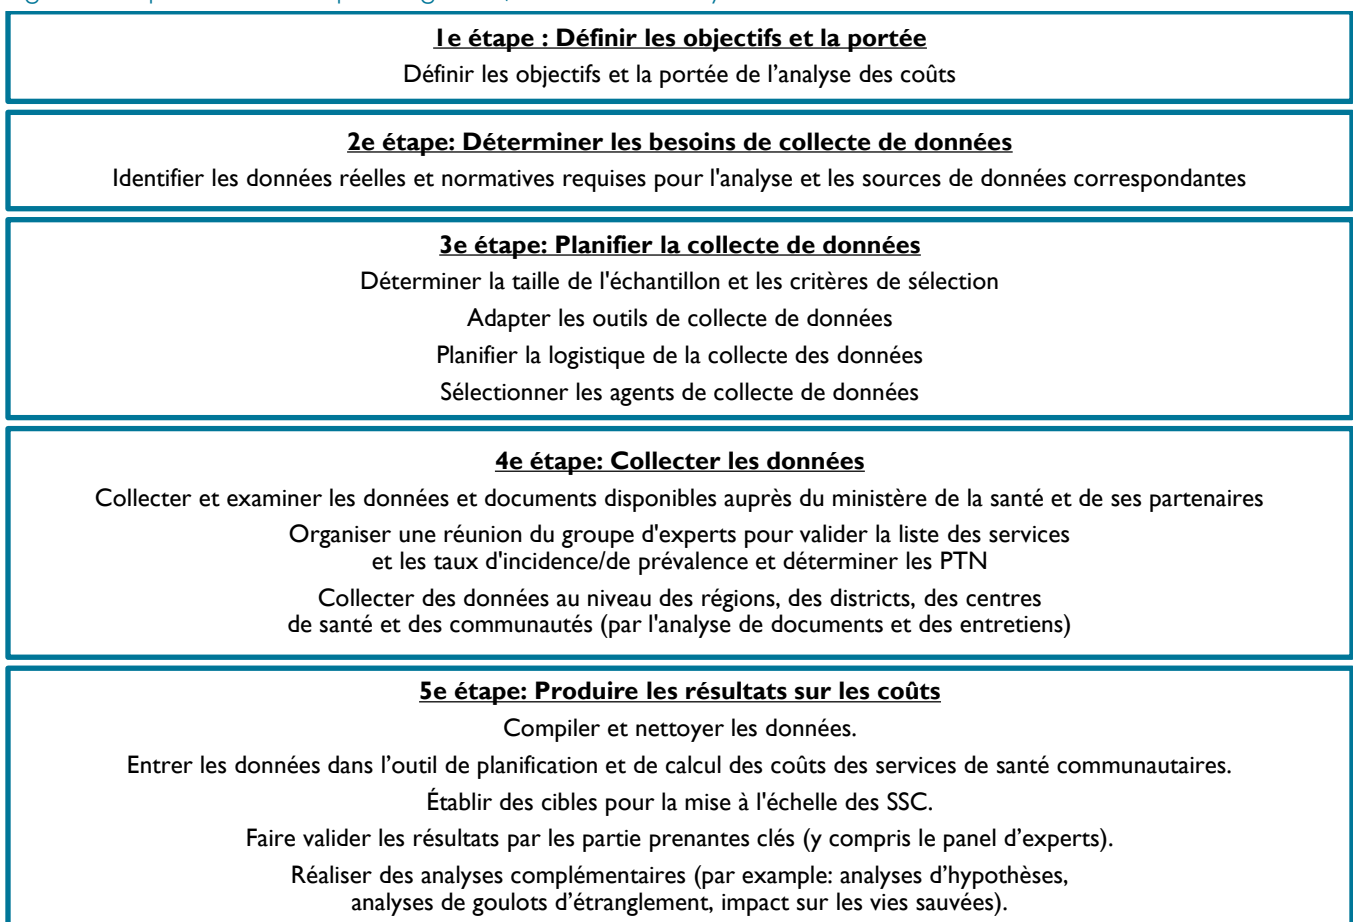 1e étape : Définir les objectifs et la portée
Définir les objectifs et la portée de l’analyse des coûts
2e étape: Déterminer les besoins de collecte de données
Identifier les données réelles et normatives requises pour l'analyse et les sources de données correspondantes
3e étape: Planifier la collecte de données
Déterminer la taille de l'échantillon et les critères de sélection
Adapter les outils de collecte de données
Planifier la logistique de la collecte des données
Sélectionner les agents de collecte de données
4e étape: Collecter les données
Collecter et examiner les données et documents disponibles auprès du ministère de la santé et de ses partenaires
Organiser une réunion du groupe d'experts pour valider la liste des services
et les taux d'incidence/de prévalence et déterminer les PTN
Collecter des données au niveau des régions, des districts, des centres
de santé et des communautés (par l'analyse de documents et des entretiens)
5e étape: Produire les résultats sur les coûts
Compiler et nettoyer les données.
Entrer les données dans l’outil de planification et de calcul des coûts des services de santé communautaires.
Établir des cibles pour la mise à l'échelle des SSC.
Faire valider les résultats par les partie prenantes clés (y compris le panel d’experts).
Réaliser des analyses complémentaires (par example: analyses d’hypothèses,
analyses de goulots d’étranglement, impact sur les vies sauvées).